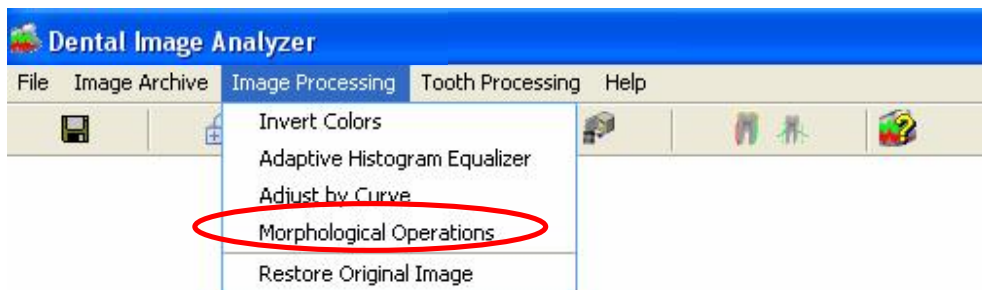 Dental Image Analyzer
File Image Archive Image Processing Tooth Processing Help
Invert Colors
Adaptive Histogram Equalizer
Adjust by Curve
Morphological Operations
Restore Original Image